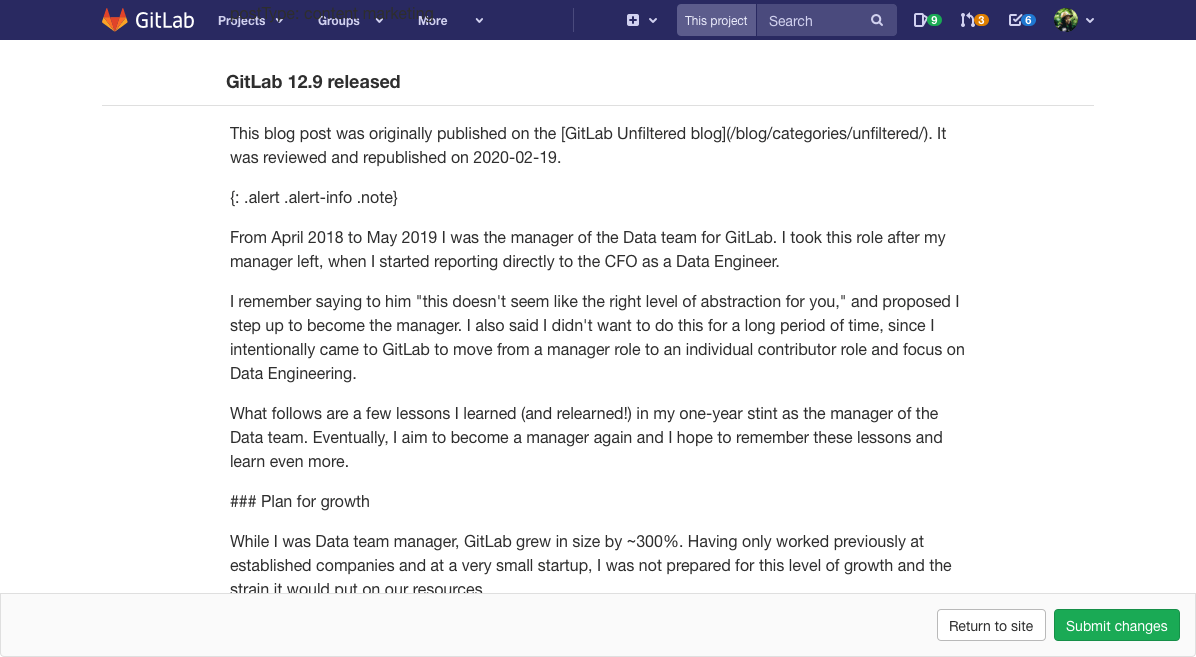 GitLab Projects Groups More This project Search 9 3 6
GitLab 12.9 released
This blog post was originally published on the [GitLab Unfiltered blog](/blog/categories/unfiltered/). It
was reviewed and republished on 2020-02-19.
{: .alert .alert-info .note}
From April 2018 to May 2019 I was the manager of the Data team for GitLab. I took this role after my
manager left, when I started reporting directly to the CFO as a Data Engineer.
I remember saying to him "this doesn't seem like the right level of abstraction for you," and proposed I
step up to become the manager. I also said I didn't want to do this for a long period of time, since I
intentionally came to GitLab to move from a manager role to an individual contributor role and focus on
Data Engineering.
What follows are a few lessons I learned (and relearned!) in my one-year stint as the manager of the
Data team. Eventually, I aim to become a manager again and I hope to remember these lessons and
learn even more.
### Plan for growth
While I was Data team manager, GitLab grew in size by ~300%. Having only worked previously at
established companies and at a very small startup, I was not prepared for this level of growth and the
strain it would put on our resources.
Return to site Submit changes